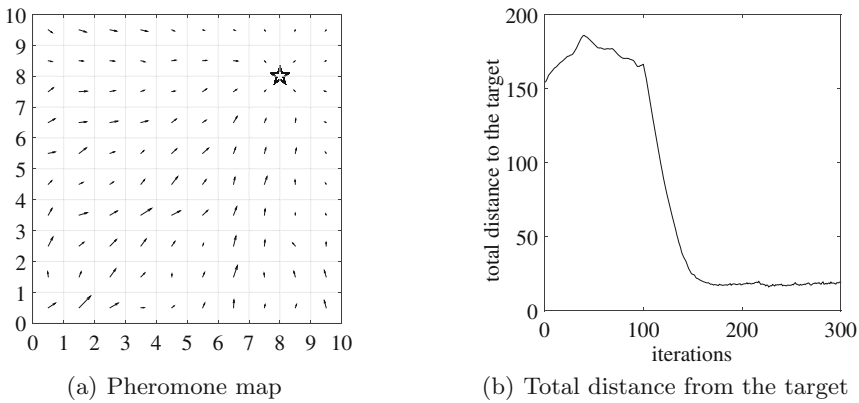 10
9
8
7
6
5
4
3
2
1
0
0 1 2 3 4 5 6 7 8 9 10
(a) Pheromone map
total distance to the target
200
150
100
50
0
0 100 200 300
iterations
(b) Total distance from the target